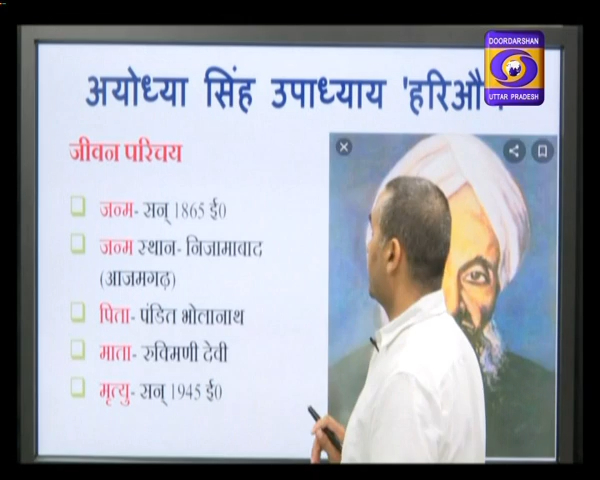 DOORDARSHAN
UTTAR PRADESH
अयोध्या सिंह उपाध्याय 'हरिऔ
जीवन परिचय
जन्म- सन् 1865 ई0
जन्म स्थान- निजामाबाद
(आजमगढ़)
पिता- पंडित भोलानाथ
माता- रुक्मिणी देवी
मृत्यु- सन् 1945 ई0